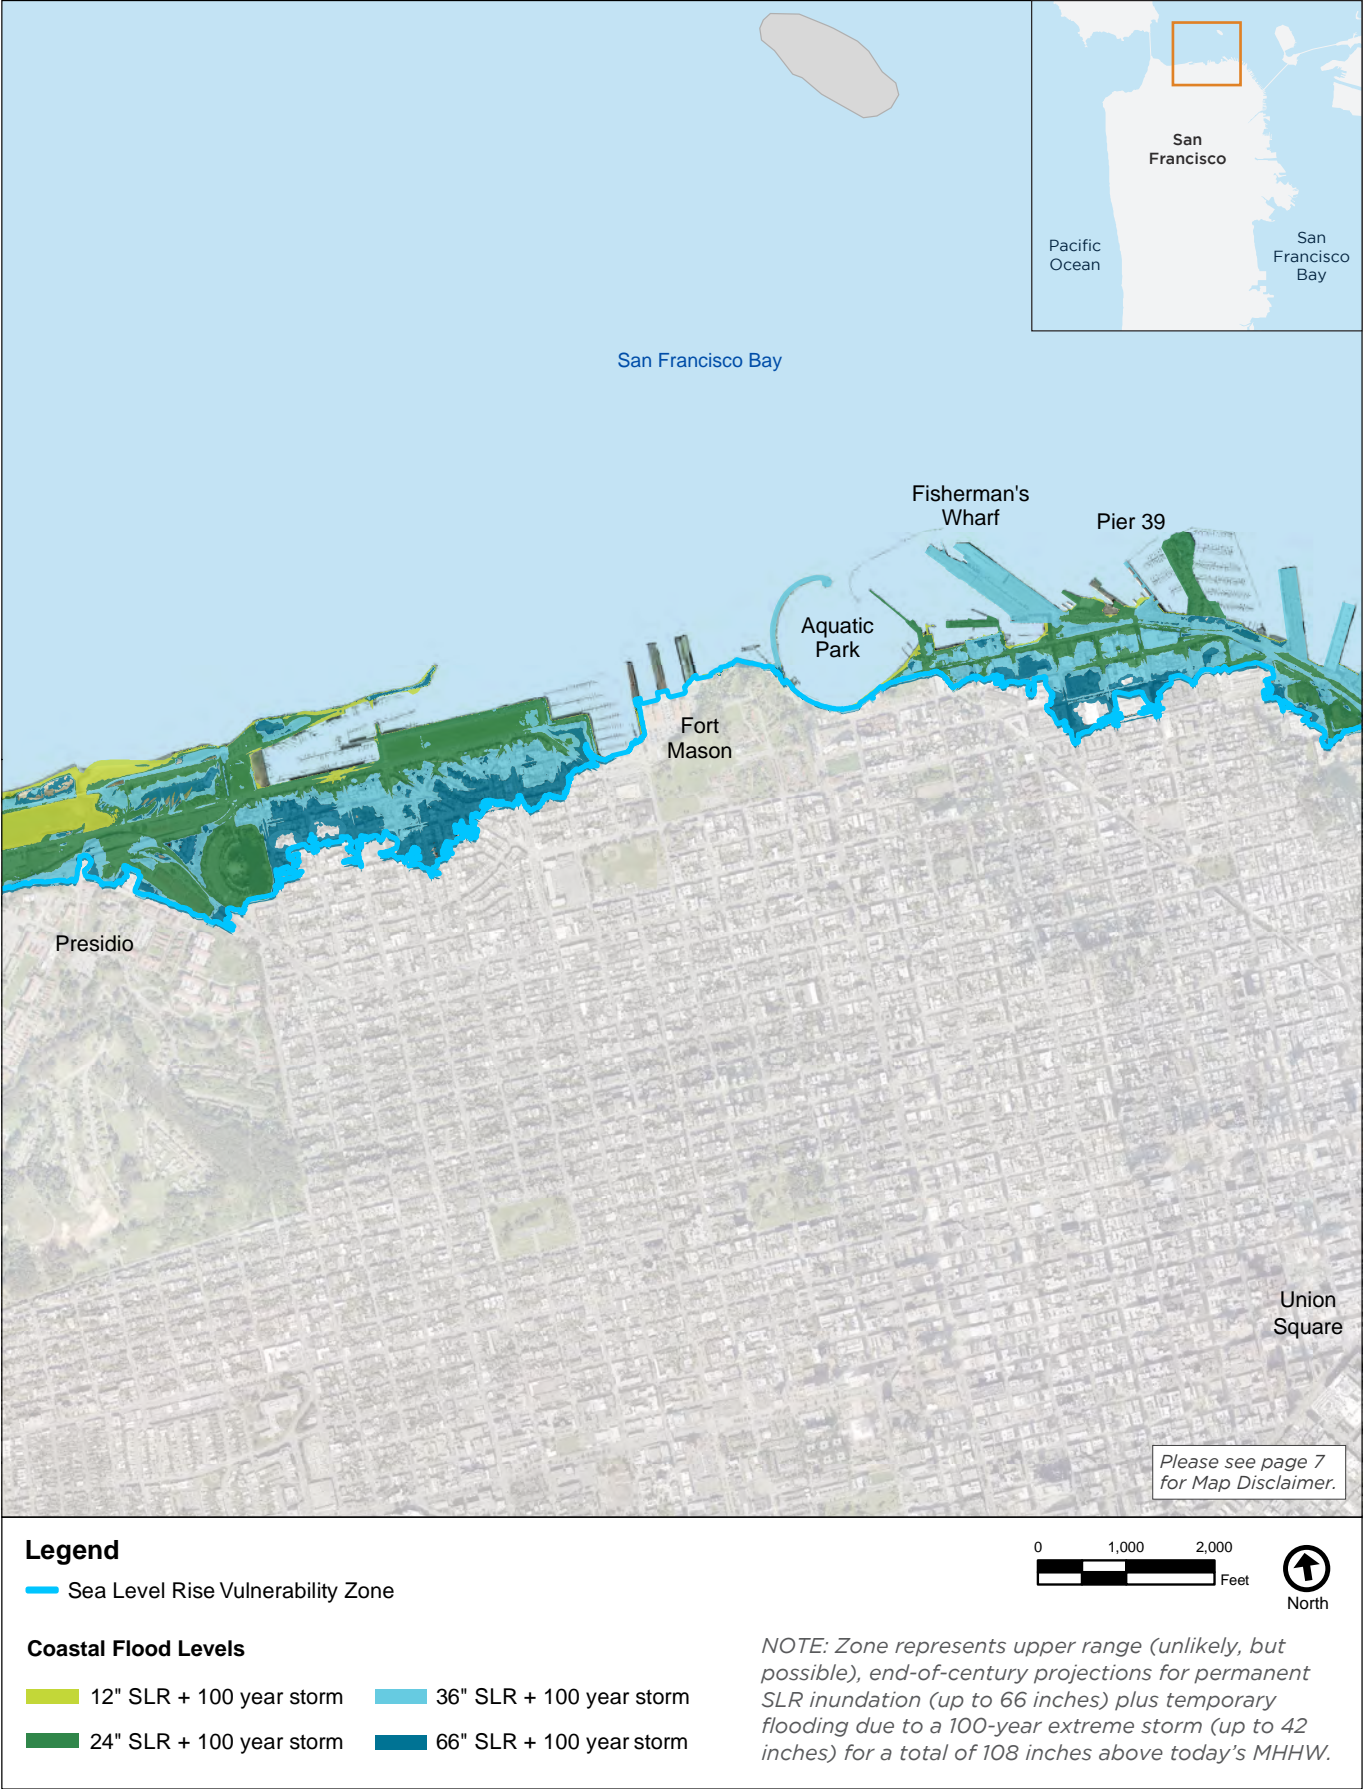 San
Francisco
Pacific
Ocean
San
Francisco
Bay
San Francisco Bay
Fisherman's
Wharf
Pier 39
Aquatic
Park
Fort
Mason
Presidio
Union
Square
Please see page 7
for Map Disclaimer.
Legend
Sea Level Rise Vulnerability Zone
0 1,000 2,000
Feet
North
Coastal Flood Levels
12" SLR + 100 year storm
36" SLR + 100 year storm
24" SLR + 100 year storm
66" SLR + 100 year storm
NOTE: Zone represents upper range (unlikely, but
possible), end-of-century projections for permanent
SLR inundation (up to 66 inches) plus temporary
flooding due to a 100-year extreme storm (up to 42
inches) for a total of 108 inches above today's MHHW.